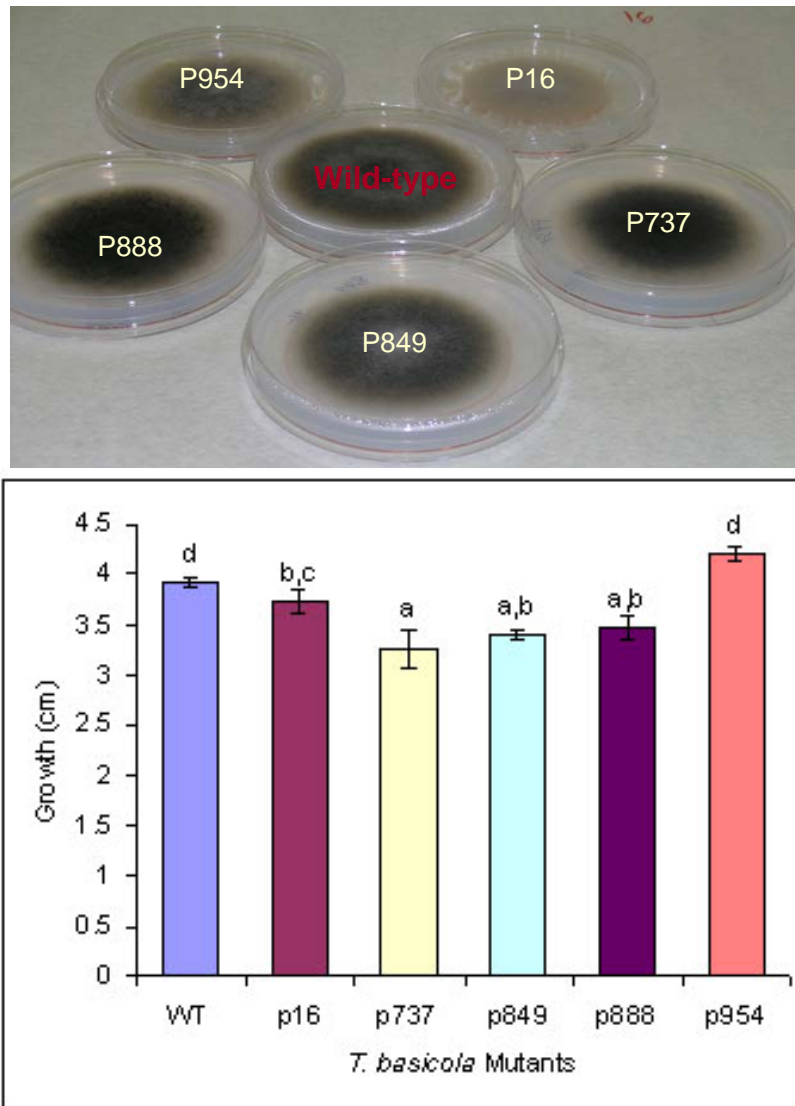 16
P954
P16
Wild-type
P888
P737
P849
4.5
4
3.5
3
2.5
2
1.5
1
0.5
0
Growth (cm)
d
b,c
a
a,b
a,b
d
WT
p16
p737
p849
p888
p954
T. basicola Mutants